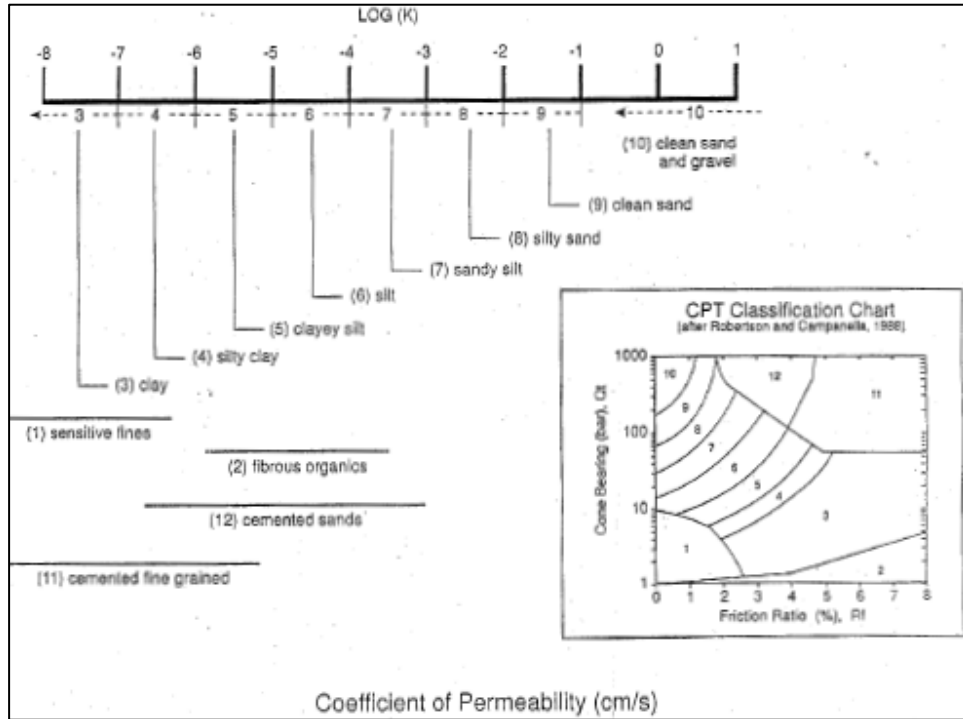 LOG (K)
-8 -7 -6 -5 -4 -3 -2 -1 0 1
3 4 5 6 7 8 9 10
(10) clean sand
and gravel
(9) clean sand
(8) silty sand
(7) sandy silt
(6) silt
(5) clayey silt
(4) silty clay
(3) clay
(1) sensitive fines
(2) fibrous organics
(12) cemented sands
(11) cemented fine grained
CPT Classification Chart
(after Robertson and Campanella, 1988)
1000
100
10
1
Cone Bearing (bar), Qt
10 12 11
9
8
7
6
5
4
3
1
2
0 1 2 3 4 5 6 7 8
Friction Ratio (%), Rf
Coefficient of Permeability (cm/s)